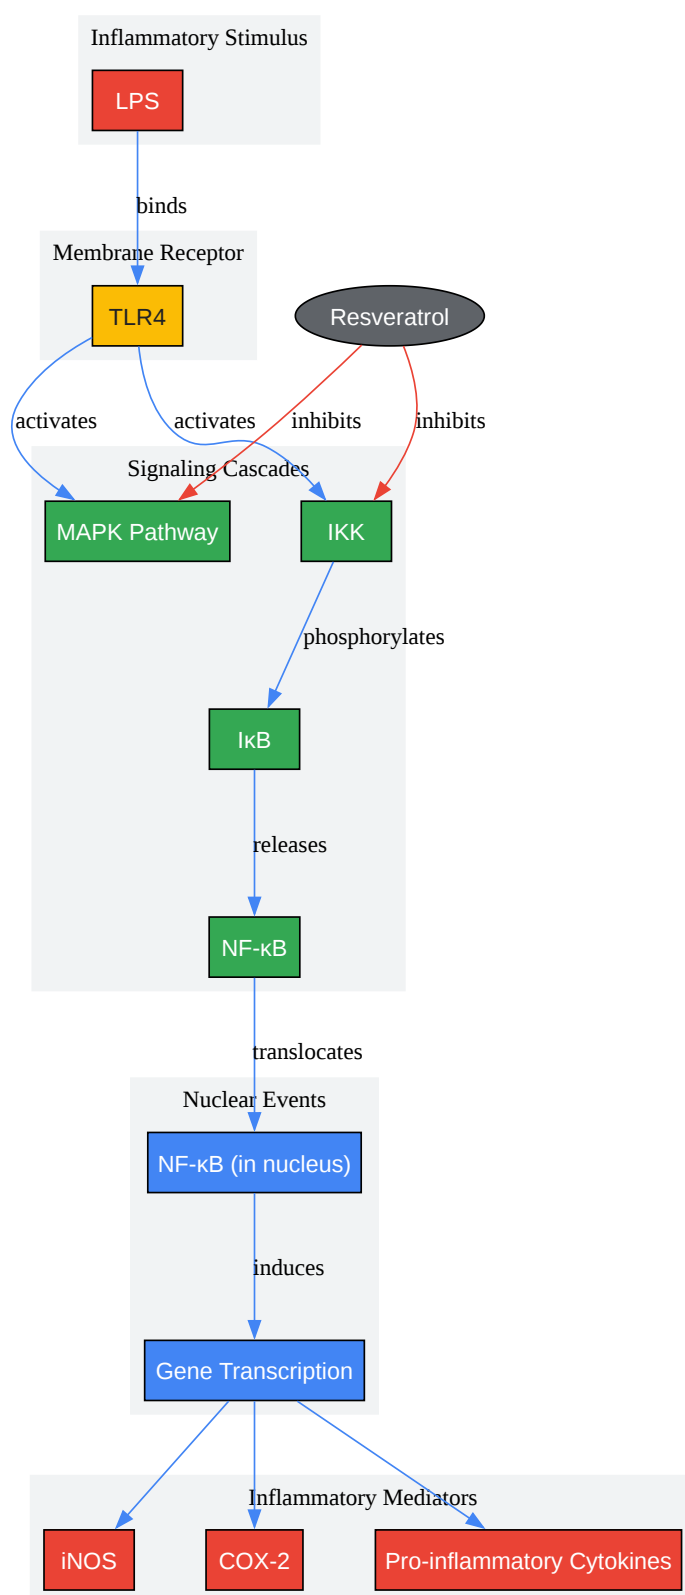 Inflammatory Stimulus
LPS
binds
Membrane Receptor
TLR4
Resveratrol
activates
activates
inhibits
inhibits
Signaling Cascades
MAPK Pathway
IKK
phosphorylates
IκB
releases
NF-κB
translocates
Nuclear Events
NF-κB (in nucleus)
induces
Gene Transcription
Inflammatory Mediators
iNOS
COX-2
Pro-inflammatory Cytokines